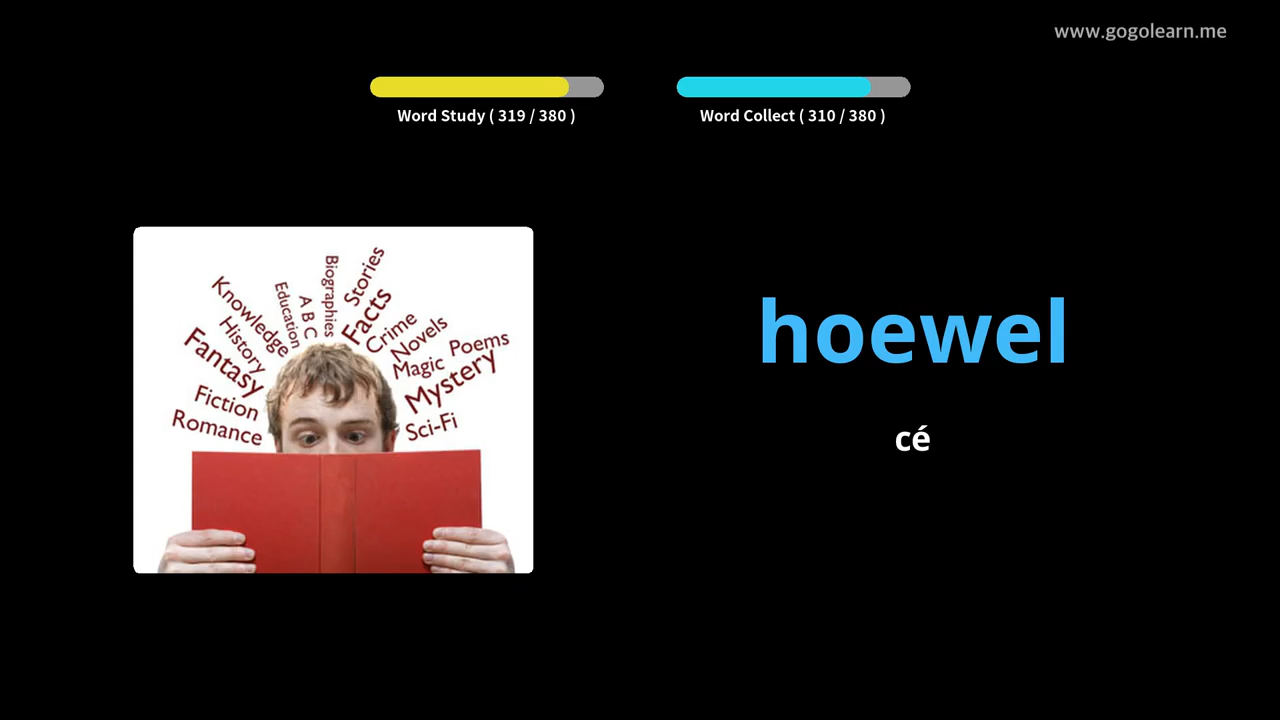 www.gogolearn.me
Word Study ( 319 / 380 )
Word Collect ( 310 / 380 )
Stories
Biographies
Facts
A B C
Education
Knowledge
History
Crime
Novels
Fantasy
Magic
Poems
Mystery
Fiction
Romance
Sci-Fi
hoewel
cé